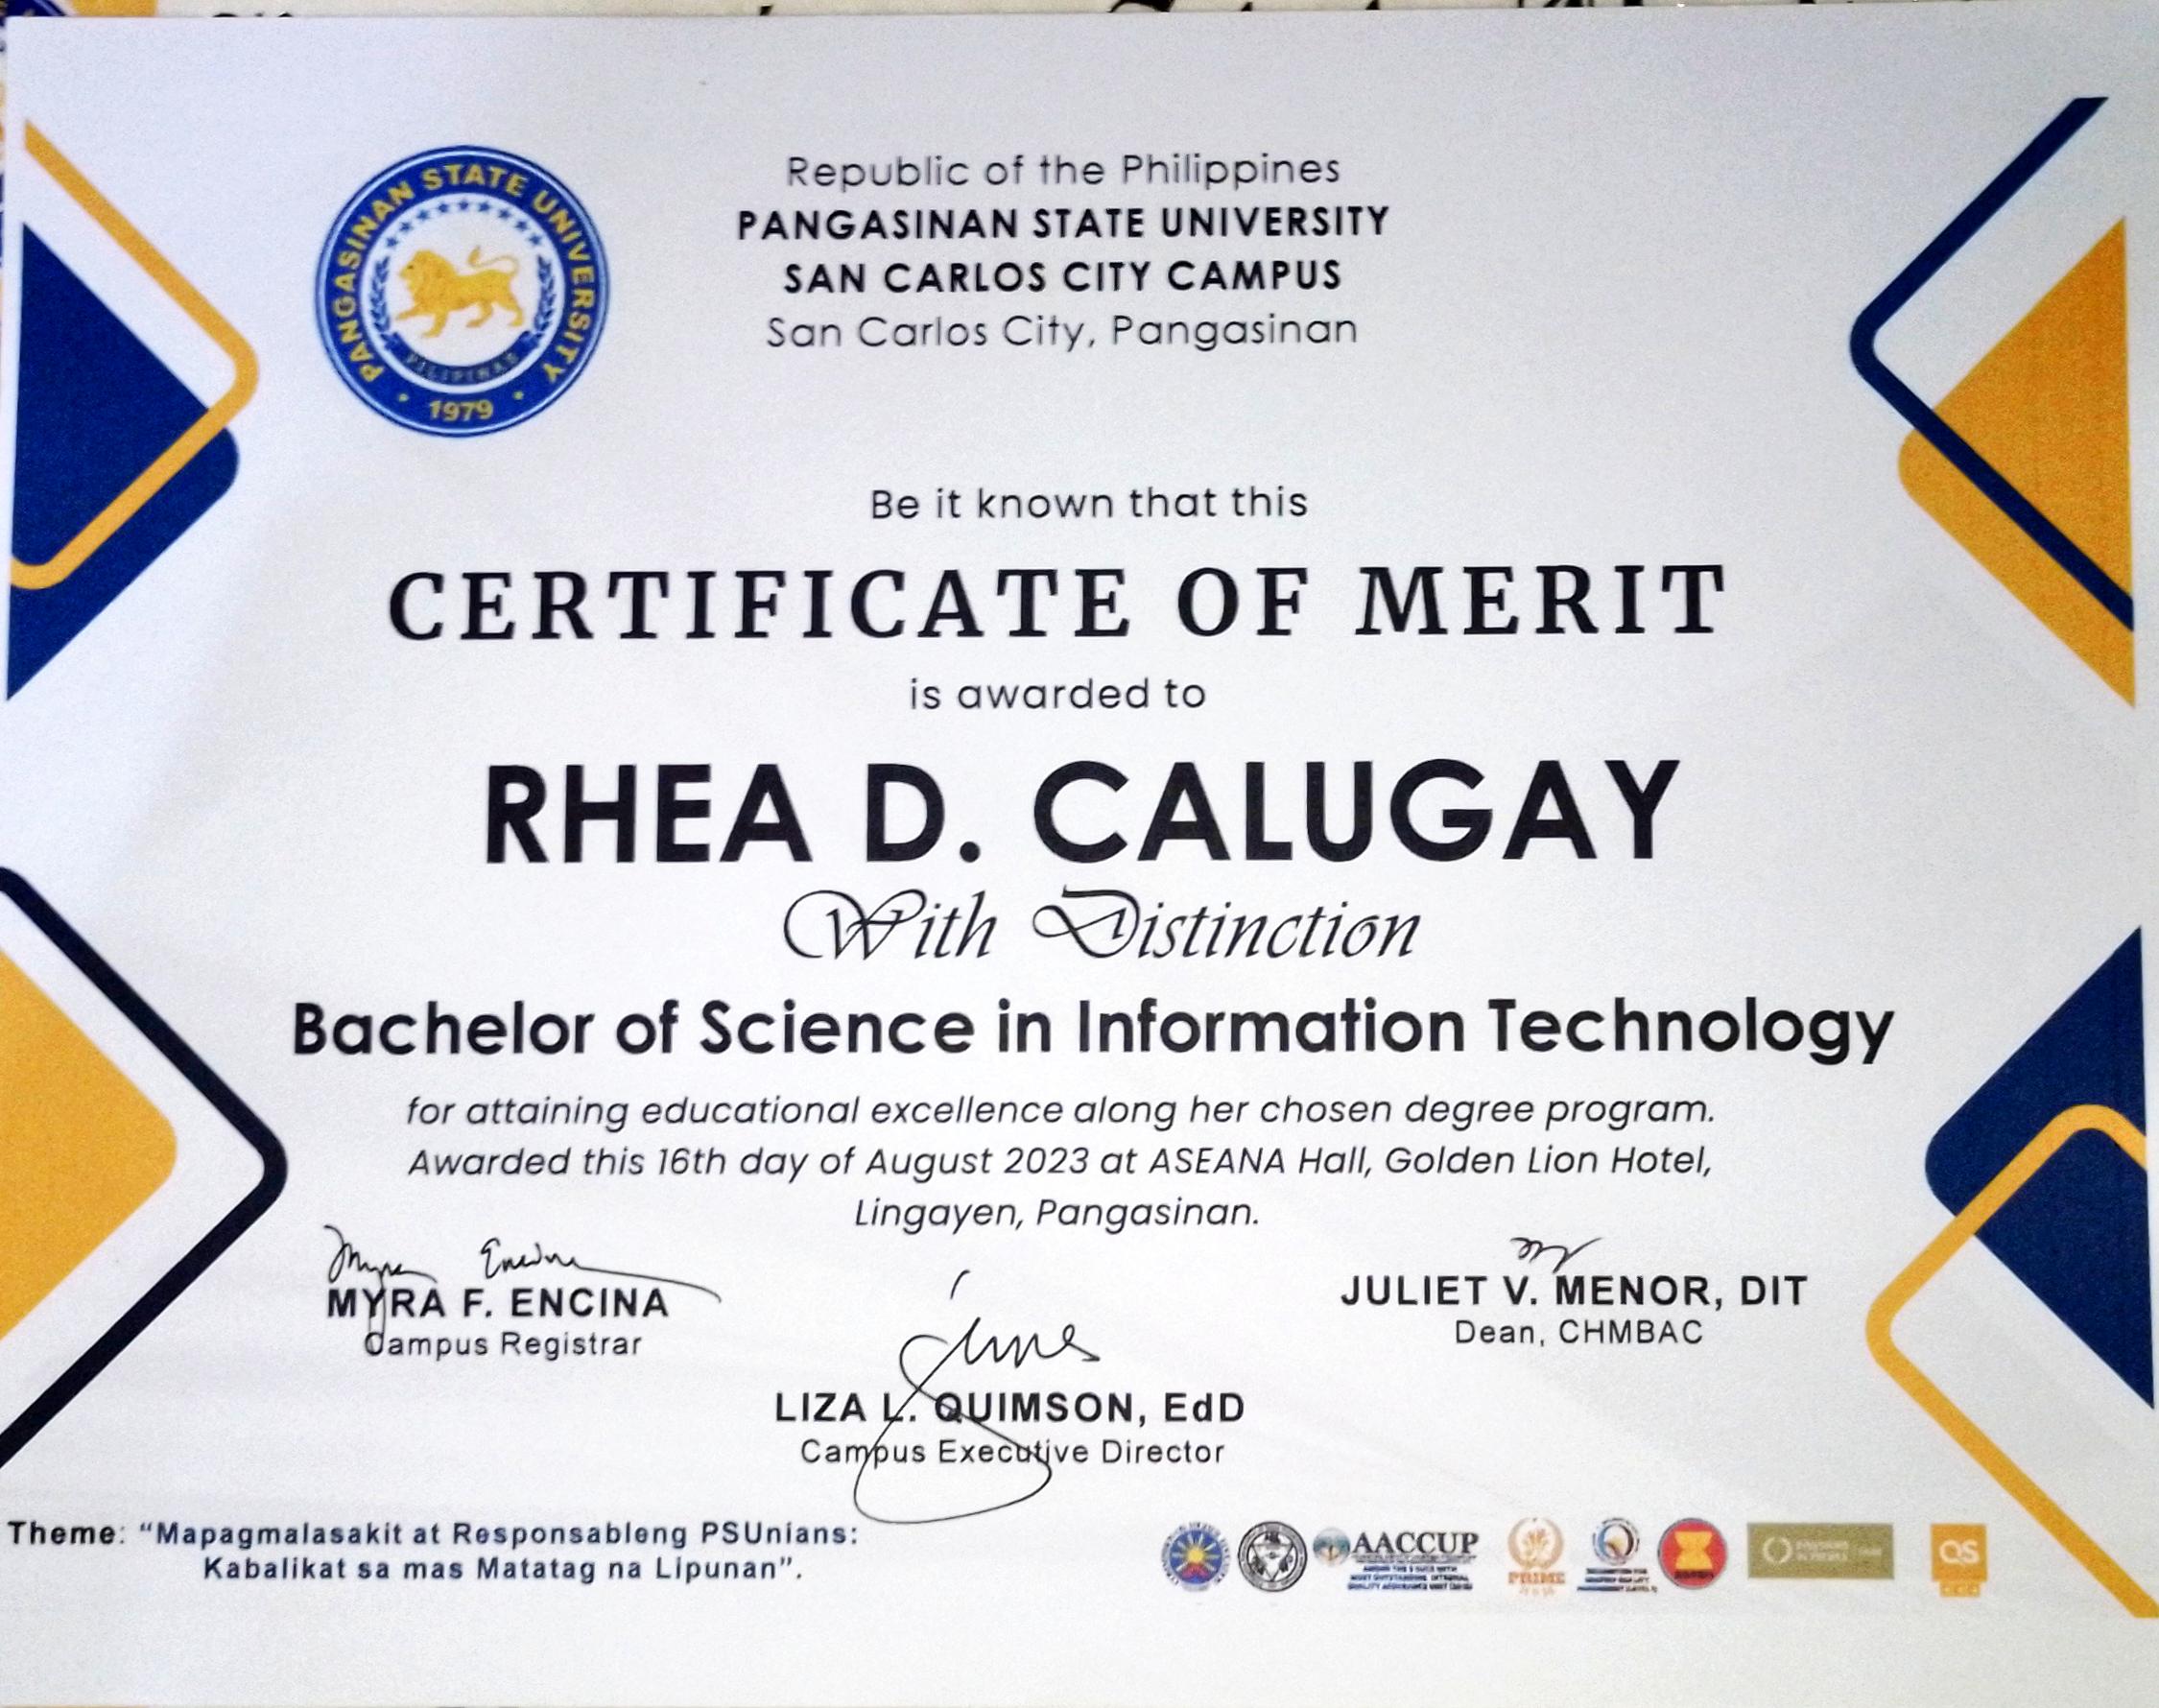 PANGASINAN STATE UNIVERSITY
PILIPINAS
1979
Republic of the Philippines
PANGASINAN STATE UNIVERSITY
SAN CARLOS CITY CAMPUS
San Carlos City, Pangasinan
Be it known that this
CERTIFICATE OF MERIT
is awarded to
RHEA D. CALUGAY
With Distinction
Bachelor of Science in Information Technology
for attaining educational excellence along her chosen degree program.
Awarded this 16th day of August 2023 at ASEANA Hall, Golden Lion Hotel,
Lingayen, Pangasinan.
Myra Encina
MYRA F. ENCINA
Campus Registrar
JULIET V. MENOR, DIT
Dean, CHMBAC
LIZA L. QUIMSON, EdD
Campus Executive Director
Theme: “Mapagmalasakit at Responsableng PSUnians:
Kabalikat sa mas Matatag na Lipunan”.
AACCUP
PRIME
QS